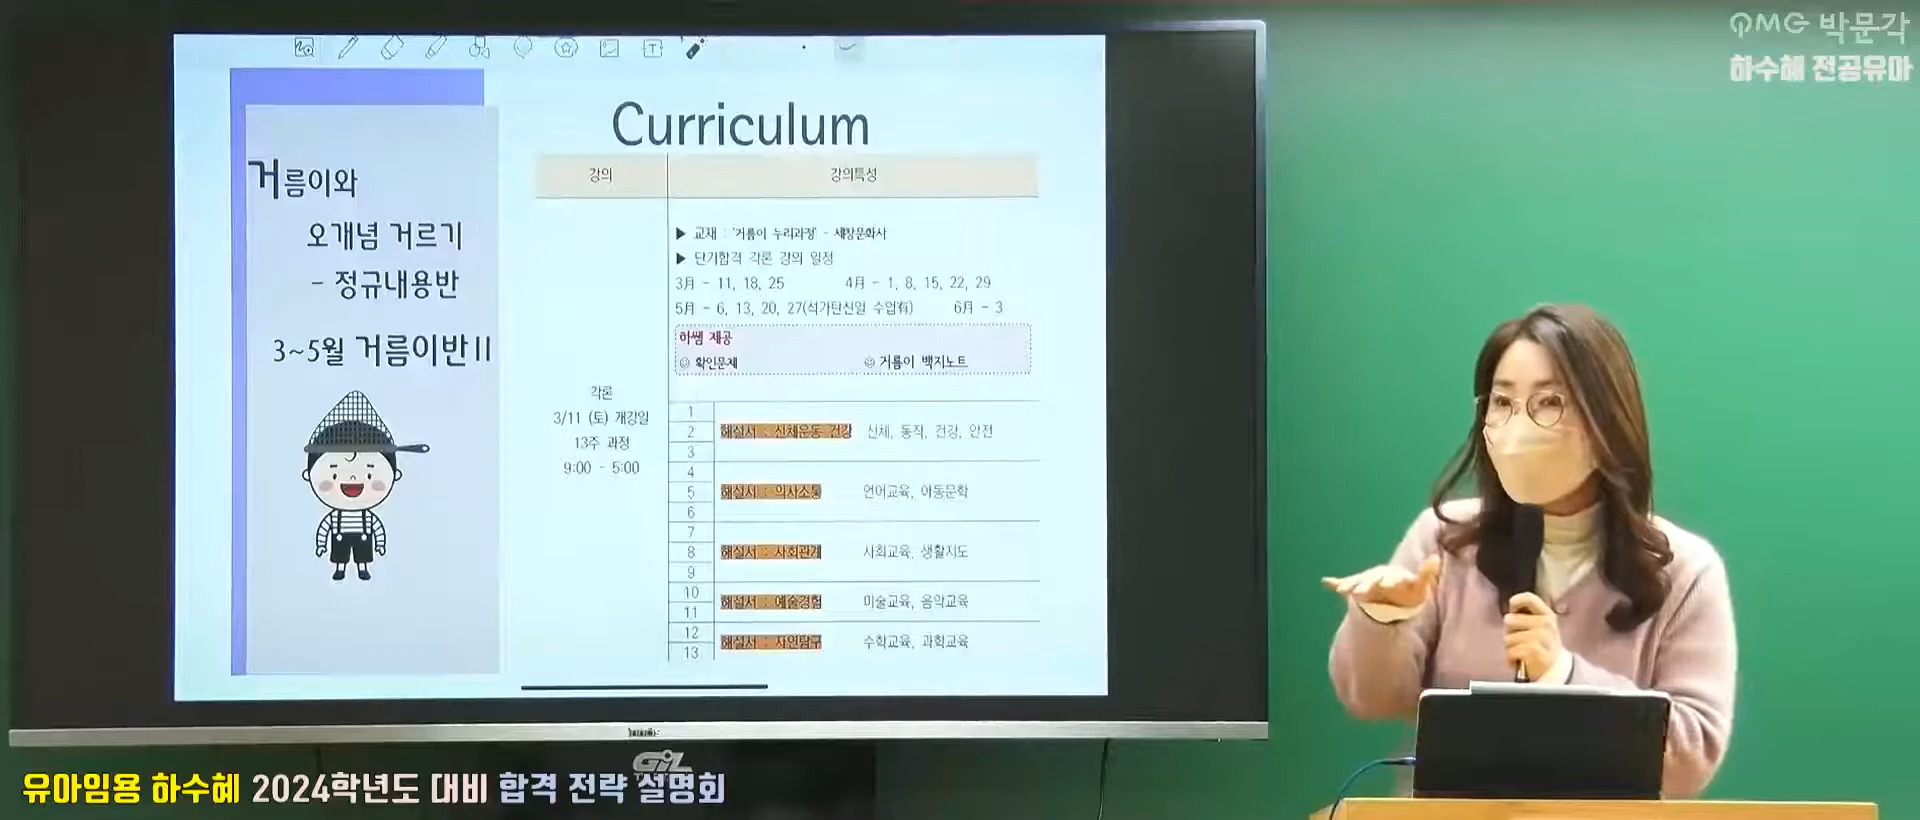 PMG 박문각
하수혜 전공유아
Curriculum
거름이와
오개념 거르기
- 정규내용반
3~5월 거름이반II
강의
강의특성
▶ 교재 : '거름이 누리과정' - 세창문화사
▶ 단기합격 각론 강의 일정
3月 - 11, 18, 25 4月 - 1, 8, 15, 22, 29
5月 - 6, 13, 20, 27(석가탄신일 수업有) 6月 - 3
하쌤 제공
☺ 확인문제 ☺ 거름이 백지노트
각론
3/11 (토) 개강일
13주 과정
9:00 - 5:00
1
2 해설서 : 신체운동 건강 신체, 동작, 건강, 안전
3
4
5 해설서 : 의사소통 언어교육, 아동문학
6
7
8 해설서 : 사회관계 사회교육, 생활지도
9
10 해설서 : 예술경험 미술교육, 음악교육
11
12 해설서 : 자연탐구 수학교육, 과학교육
13
유아임용 하수혜 2024학년도 대비 합격 전략 설명회